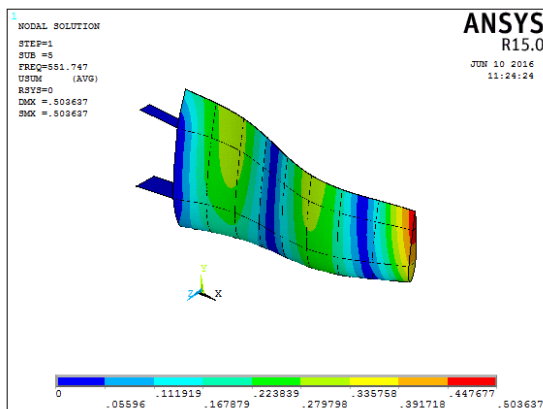 1
NODAL SOLUTION
STEP=1
SUB =5
FREQ=551.747
USUM (AVG)
RSYS=0
DMX =.503637
SMX =.503637
ANSYS
R15.0
JUN 10 2016
11:24:24
Y
Z X
0 .111919 .223839 .335758 .447677
.05596 .167879 .279798 .391718 .503637